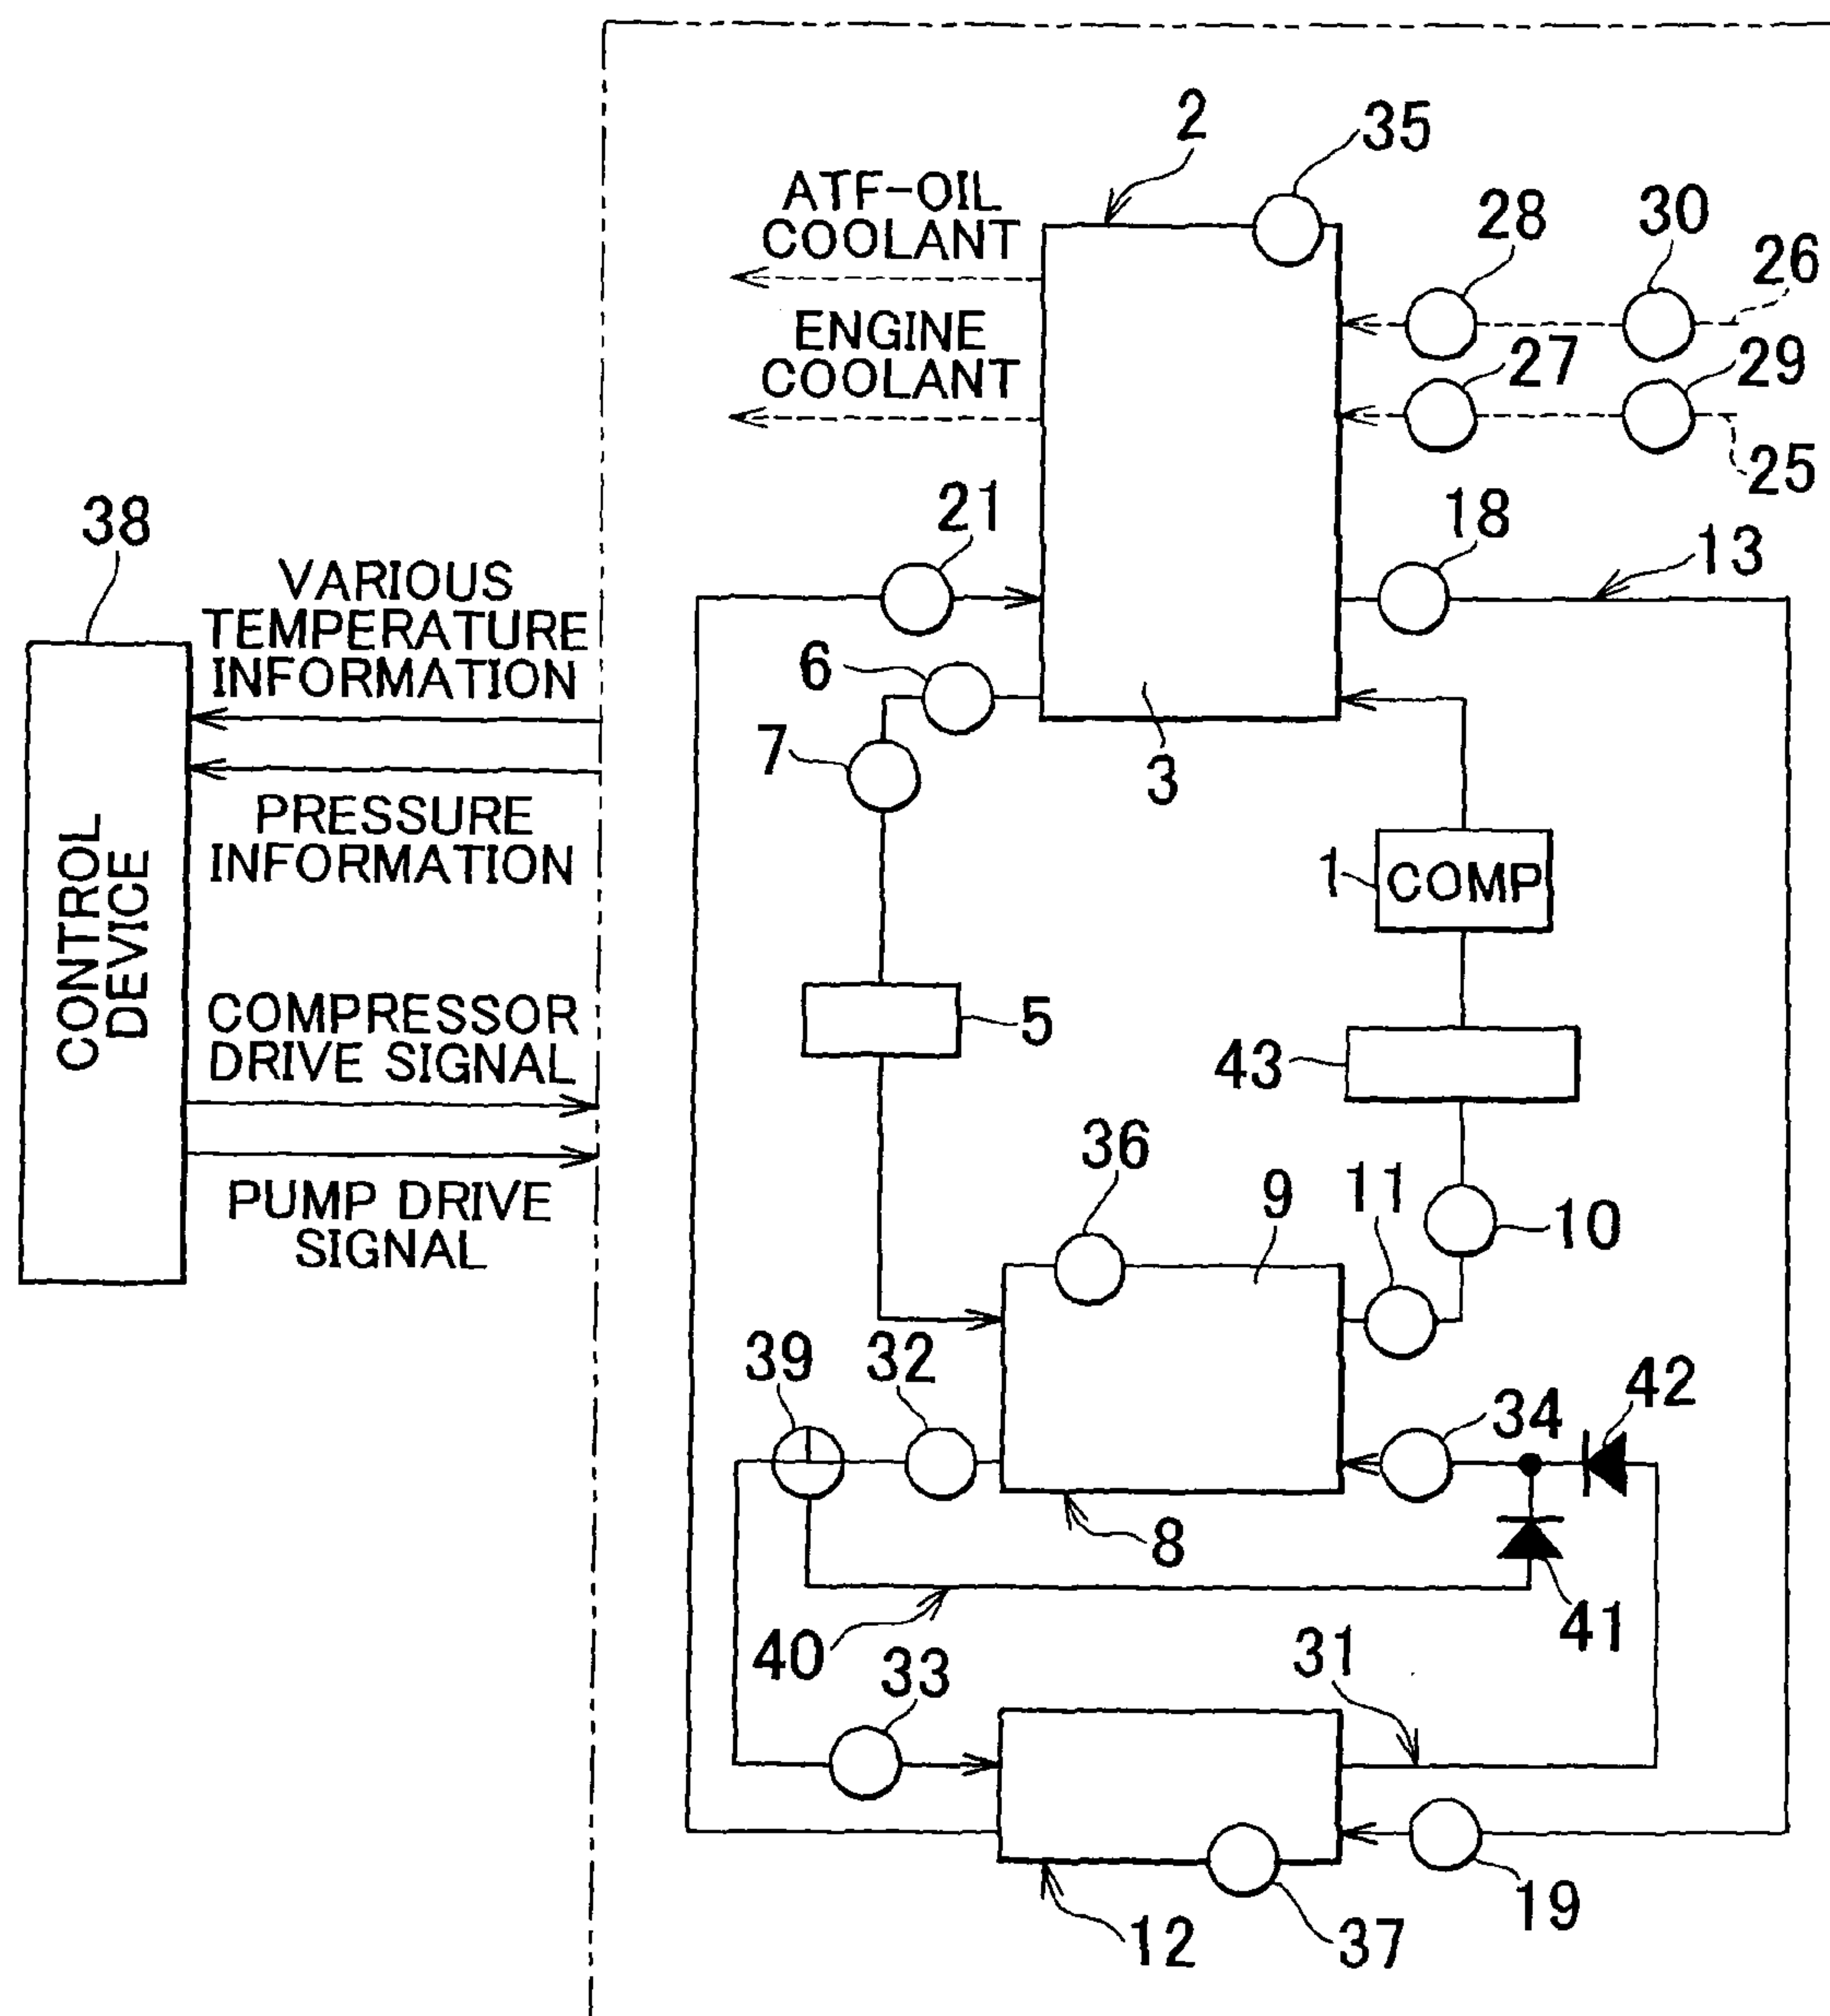 2
35
ATF-OIL
COOLANT
28
30
26
ENGINE
COOLANT
27
29
25
38
21
18
13
VARIOUS
TEMPERATURE
INFORMATION
6
7
3
PRESSURE
INFORMATION
CONTROL
DEVICE
1
COMP
COMPRESSOR
DRIVE SIGNAL
5
43
PUMP DRIVE
SIGNAL
36
9
11
10
39
32
34
42
8
41
40
33
31
12
37
19